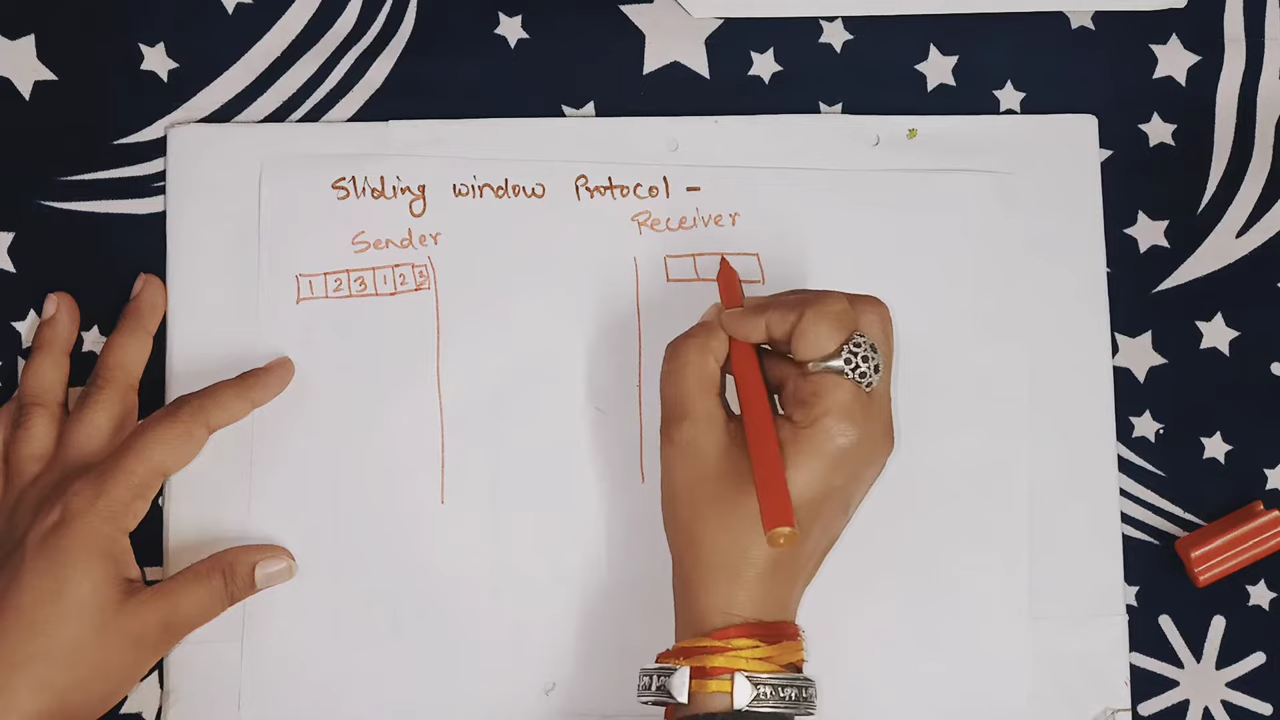 Sliding window Protocol -
Sender
Receiver
1 2 3 1 2 3